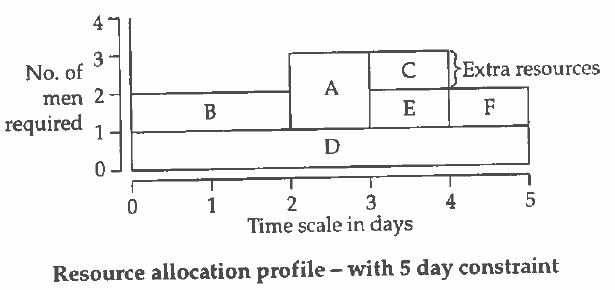 4
3
2
1
0
No. of
men
required
B
A
C
E
F
D
Extra resources
0 1 2 3 4 5
Time scale in days
Resource allocation profile – with 5 day constraint